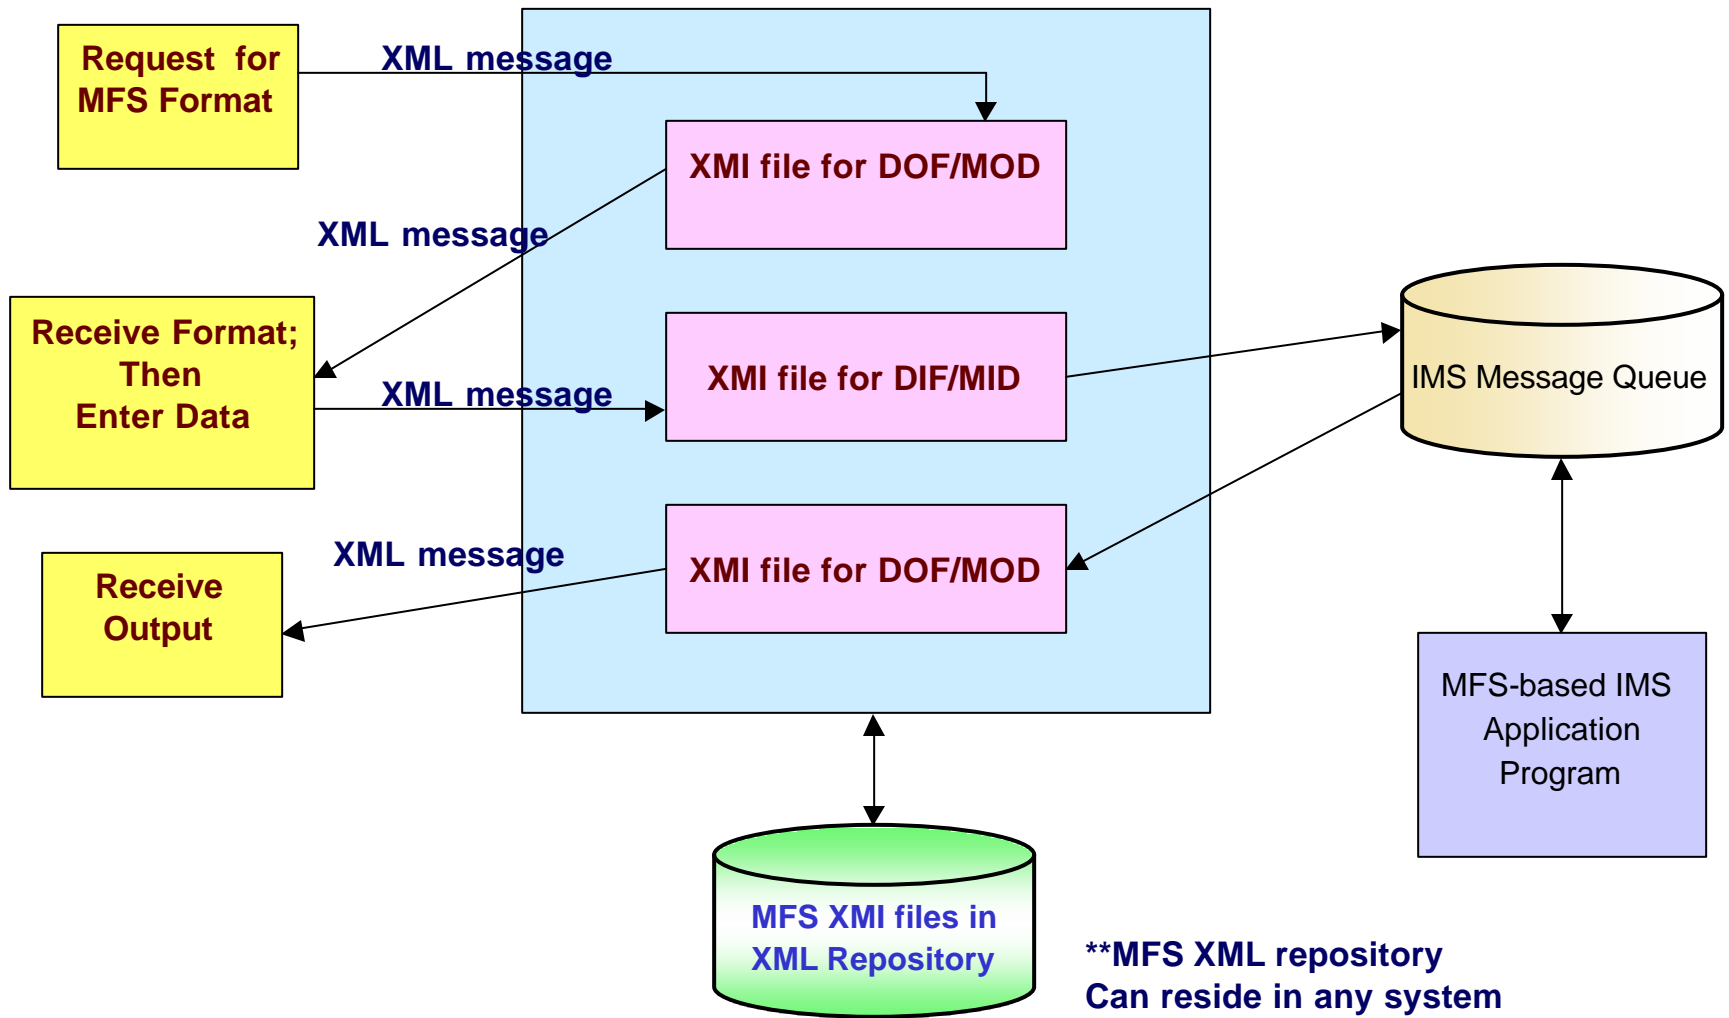 Request for
MFS Format
XML message
XMI file for DOF/MOD
XML message
Receive Format;
Then
Enter Data
XML message
XMI file for DIF/MID
IMS Message Queue
XML message
XMI file for DOF/MOD
Receive
Output
MFS-based IMS
Application
Program
MFS XMI files in
XML Repository
**MFS XML repository
Can reside in any system